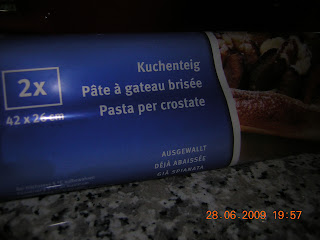 2x
42 x 26 cm
Kuchenteig
Pâte à gateau brisée
Pasta per crostate
AUSGEWALLT
DÉJÀ ABAISSÉE
GIÀ SPIANATA
28.06.2009 19:57